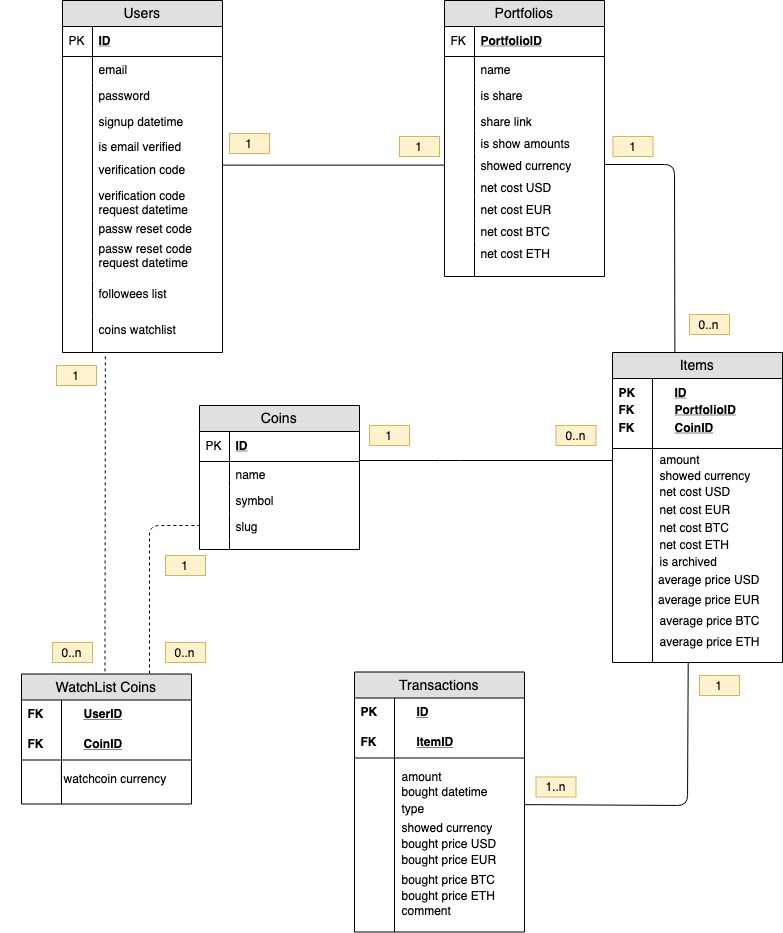 Users
PK ID
email
password
signup datetime
is email verified
verification code
verification code
request datetime
passw reset code
passw reset code
request datetime
followees list
coins watchlist
1
1
Portfolios
FK PortfolioID
name
is share
share link
is show amounts
showed currency
net cost USD
net cost EUR
net cost BTC
net cost ETH
1
0..n
Items
PK ID
FK PortfolioID
FK CoinID
amount
showed currency
net cost USD
net cost EUR
net cost BTC
net cost ETH
is archived
average price USD
average price EUR
average price BTC
average price ETH
1
Coins
PK ID
name
symbol
slug
1
0..n
1
0..n
0..n
WatchList Coins
FK UserID
FK CoinID
watchcoin currency
Transactions
PK ID
FK ItemID
amount
bought datetime
type
showed currency
bought price USD
bought price EUR
bought price BTC
bought price ETH
comment
1..n
1